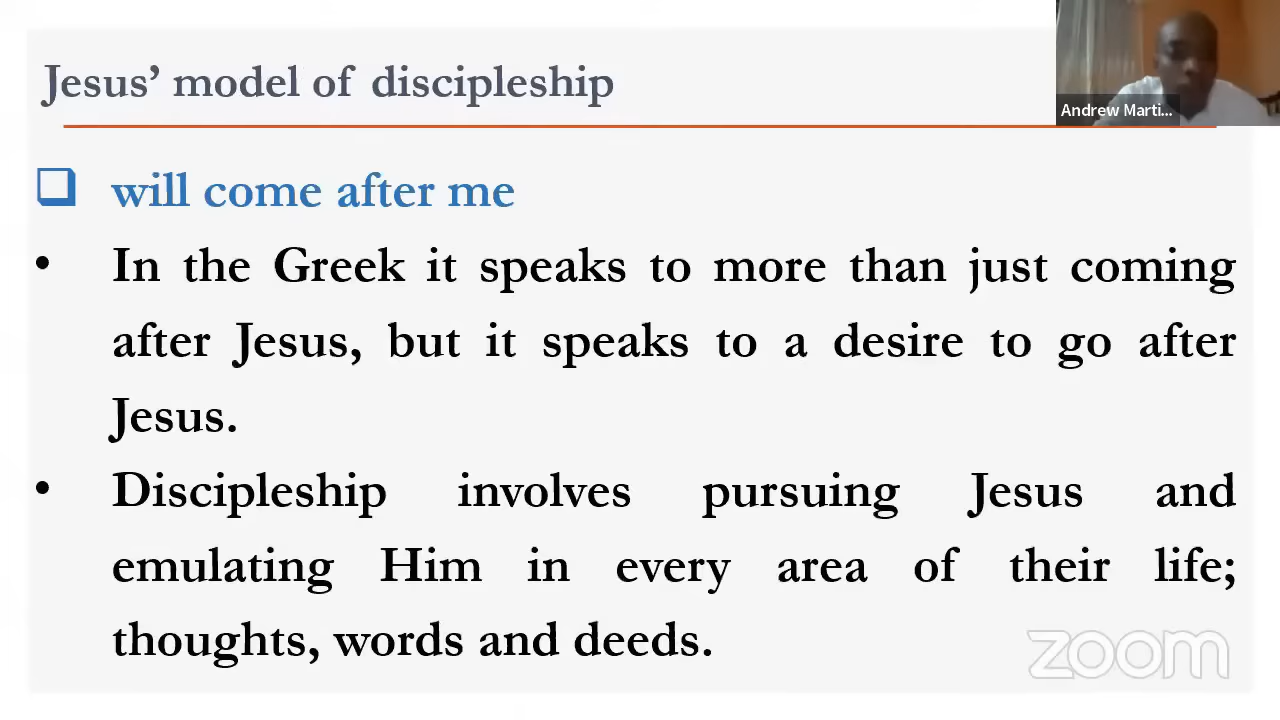 Jesus’ model of discipleship
Andrew Marti...
❑ will come after me
• In the Greek it speaks to more than just coming
after Jesus, but it speaks to a desire to go after
Jesus.
• Discipleship involves pursuing Jesus and
emulating Him in every area of their life;
thoughts, words and deeds.
zoom